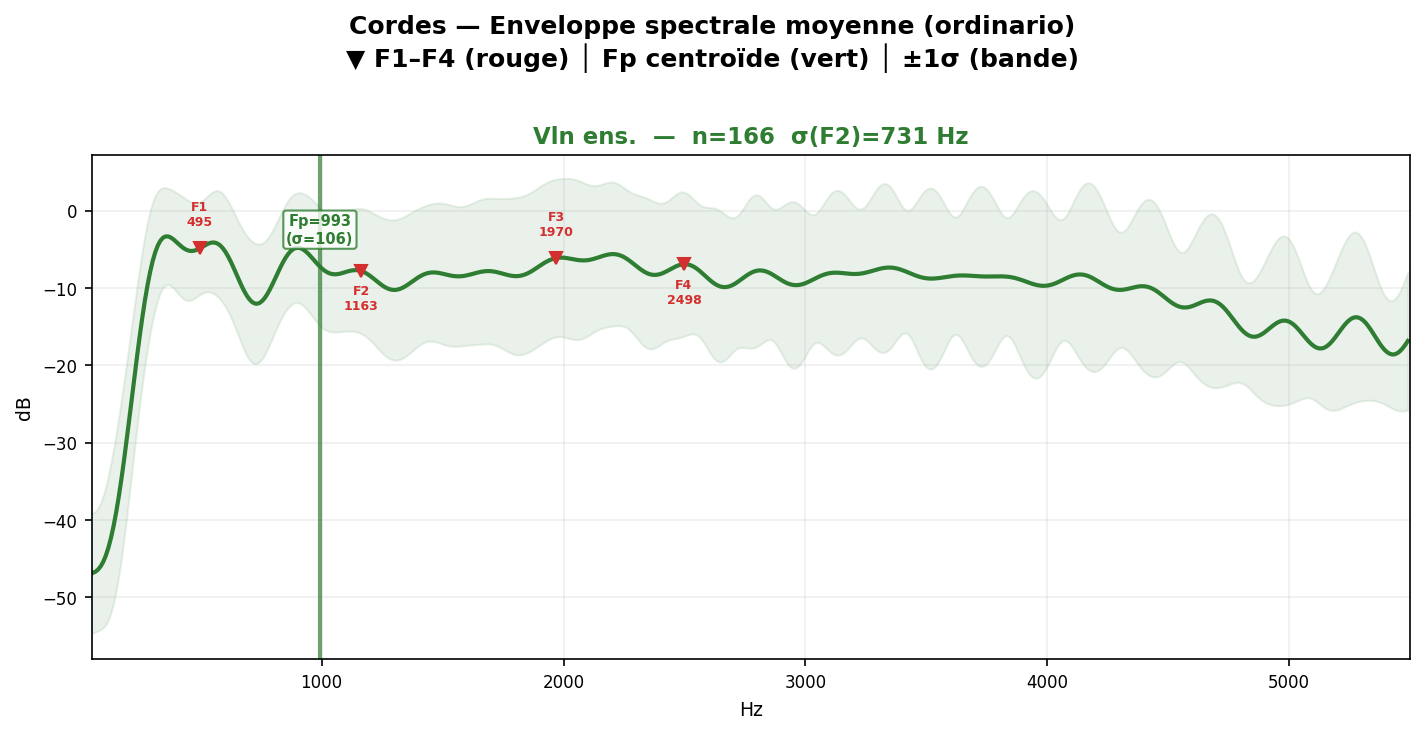 Cordes — Enveloppe spectrale moyenne (ordinario)
▼ F1–F4 (rouge) │ Fp centroïde (vert) │ ±1σ (bande)
Vln ens. — n=166 σ(F2)=731 Hz
F1
495
Fp=993
(σ=106)
F2
1163
F3
1970
F4
2498
0
−10
−20
−30
−40
−50
dB
1000
2000
3000
4000
5000
Hz